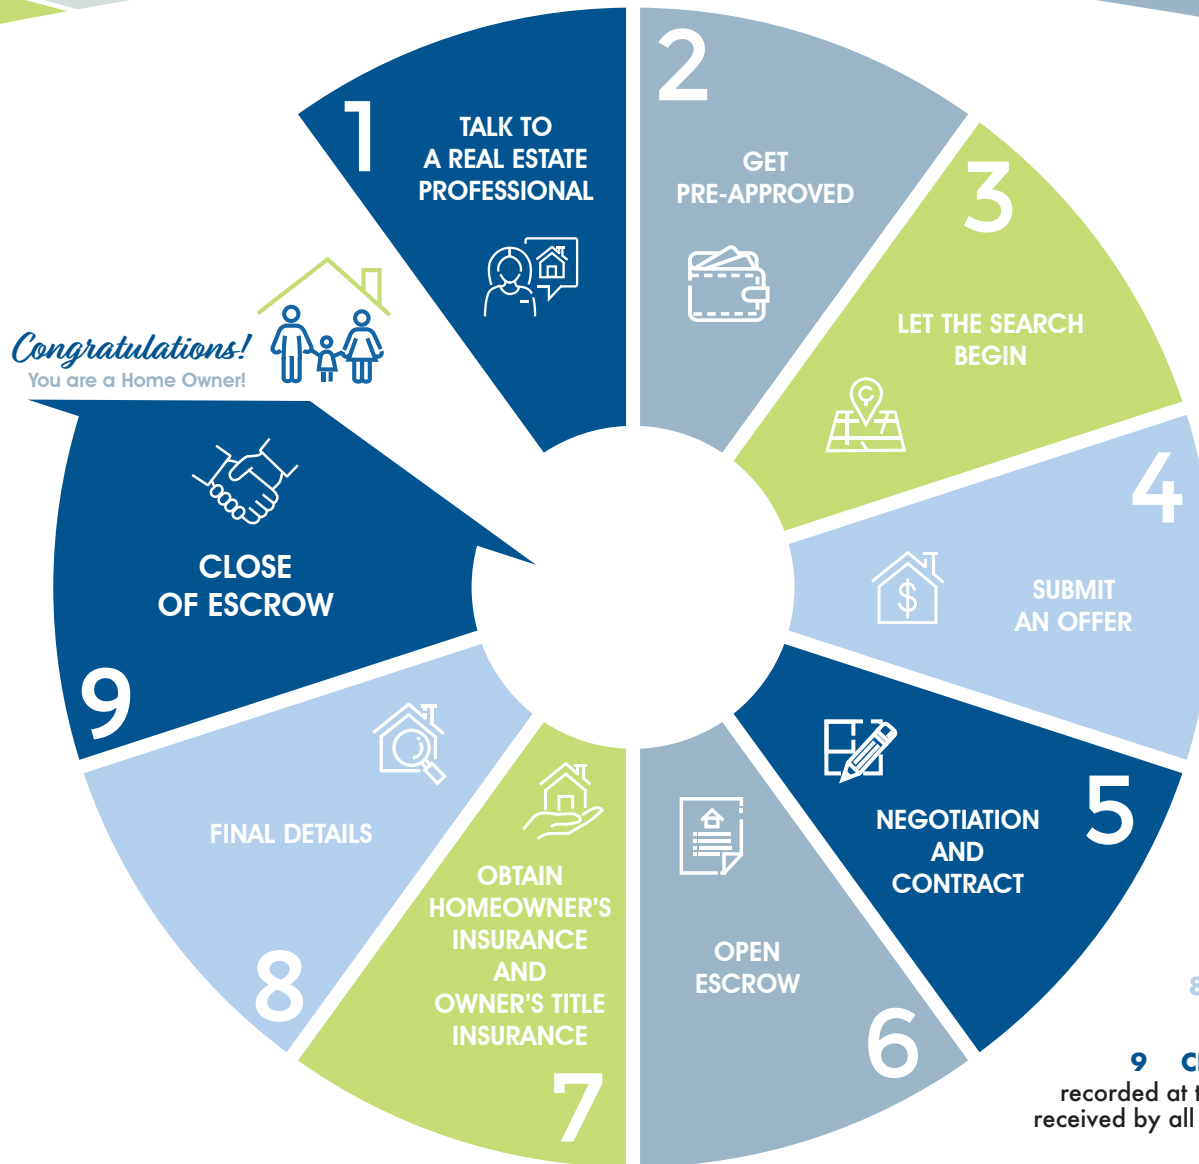 1
TALK TO
A REAL ESTATE
PROFESSIONAL
2
GET
PRE-APPROVED
3
LET THE SEARCH
BEGIN
4
SUBMIT
AN OFFER
5
NEGOTIATION
AND
CONTRACT
6
OPEN
ESCROW
7
OBTAIN
HOMEOWNER'S
INSURANCE
AND
OWNER'S TITLE
INSURANCE
8
FINAL DETAILS
9
CLOSE
OF ESCROW
Congratulations!
You are a Home Owner!
8
9
recorded at
received by all